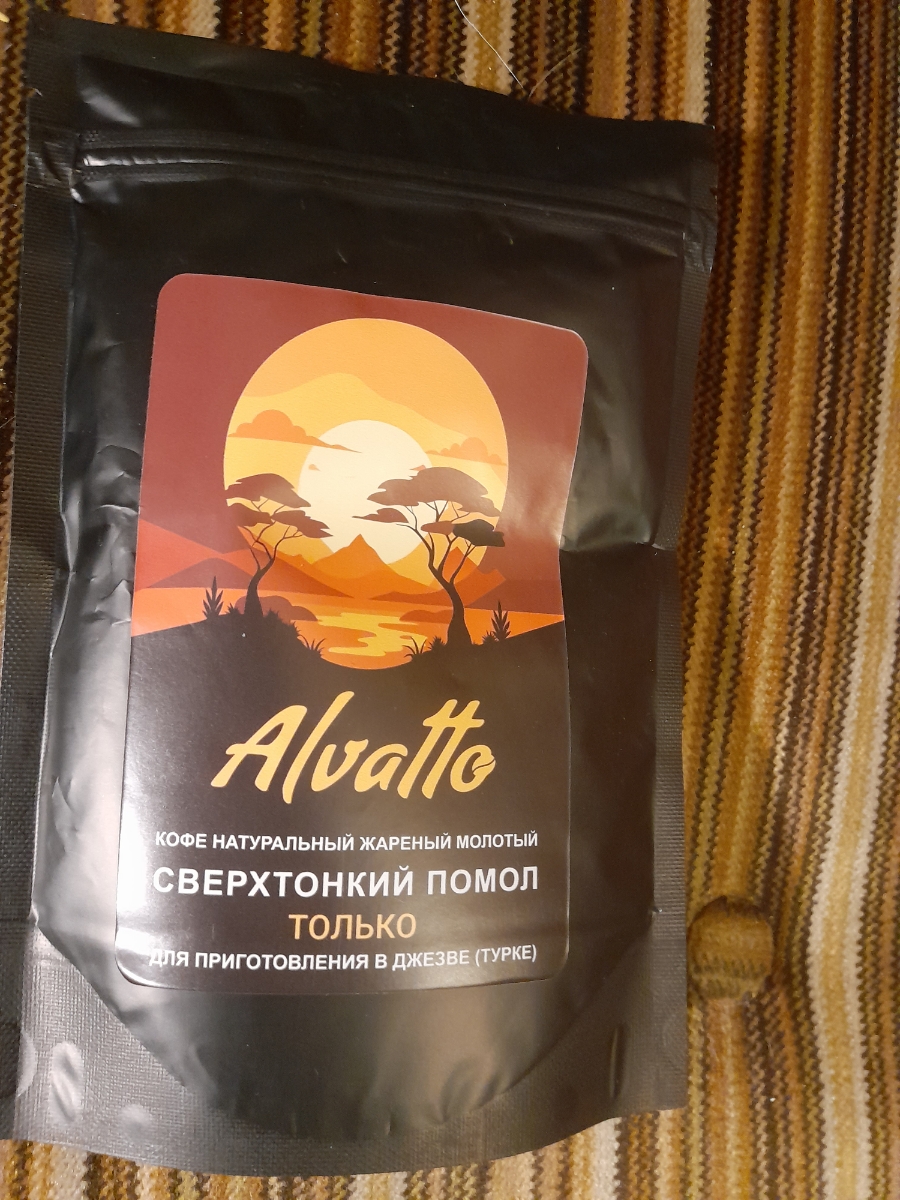 Alvatto
КОФЕ НАТУРАЛЬНЫЙ ЖАРЕНЫЙ МОЛОТЫЙ
СВЕРХТОНКИЙ ПОМОЛ
ТОЛЬКО
ДЛЯ ПРИГОТОВЛЕНИЯ В ДЖЕЗВЕ (ТУРКЕ)